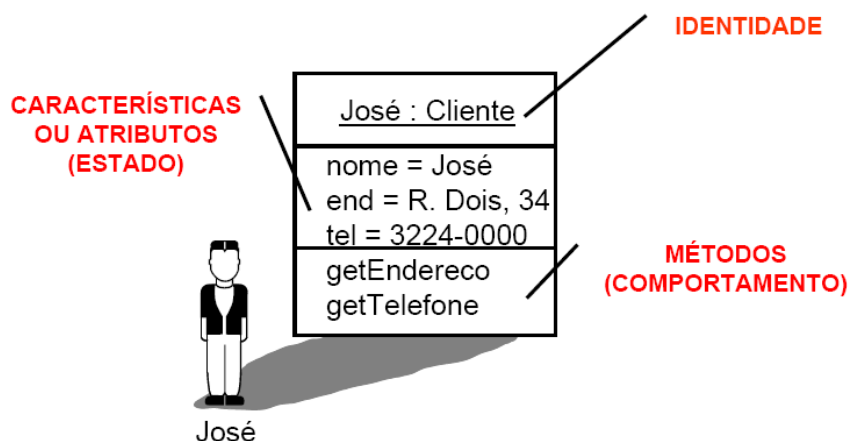 IDENTIDADE
CARACTERÍSTICAS
OU ATRIBUTOS
(ESTADO)
José : Cliente
nome = José
end = R. Dois, 34
tel = 3224-0000
MÉTODOS
(COMPORTAMENTO)
getEndereco
getTelefone
José